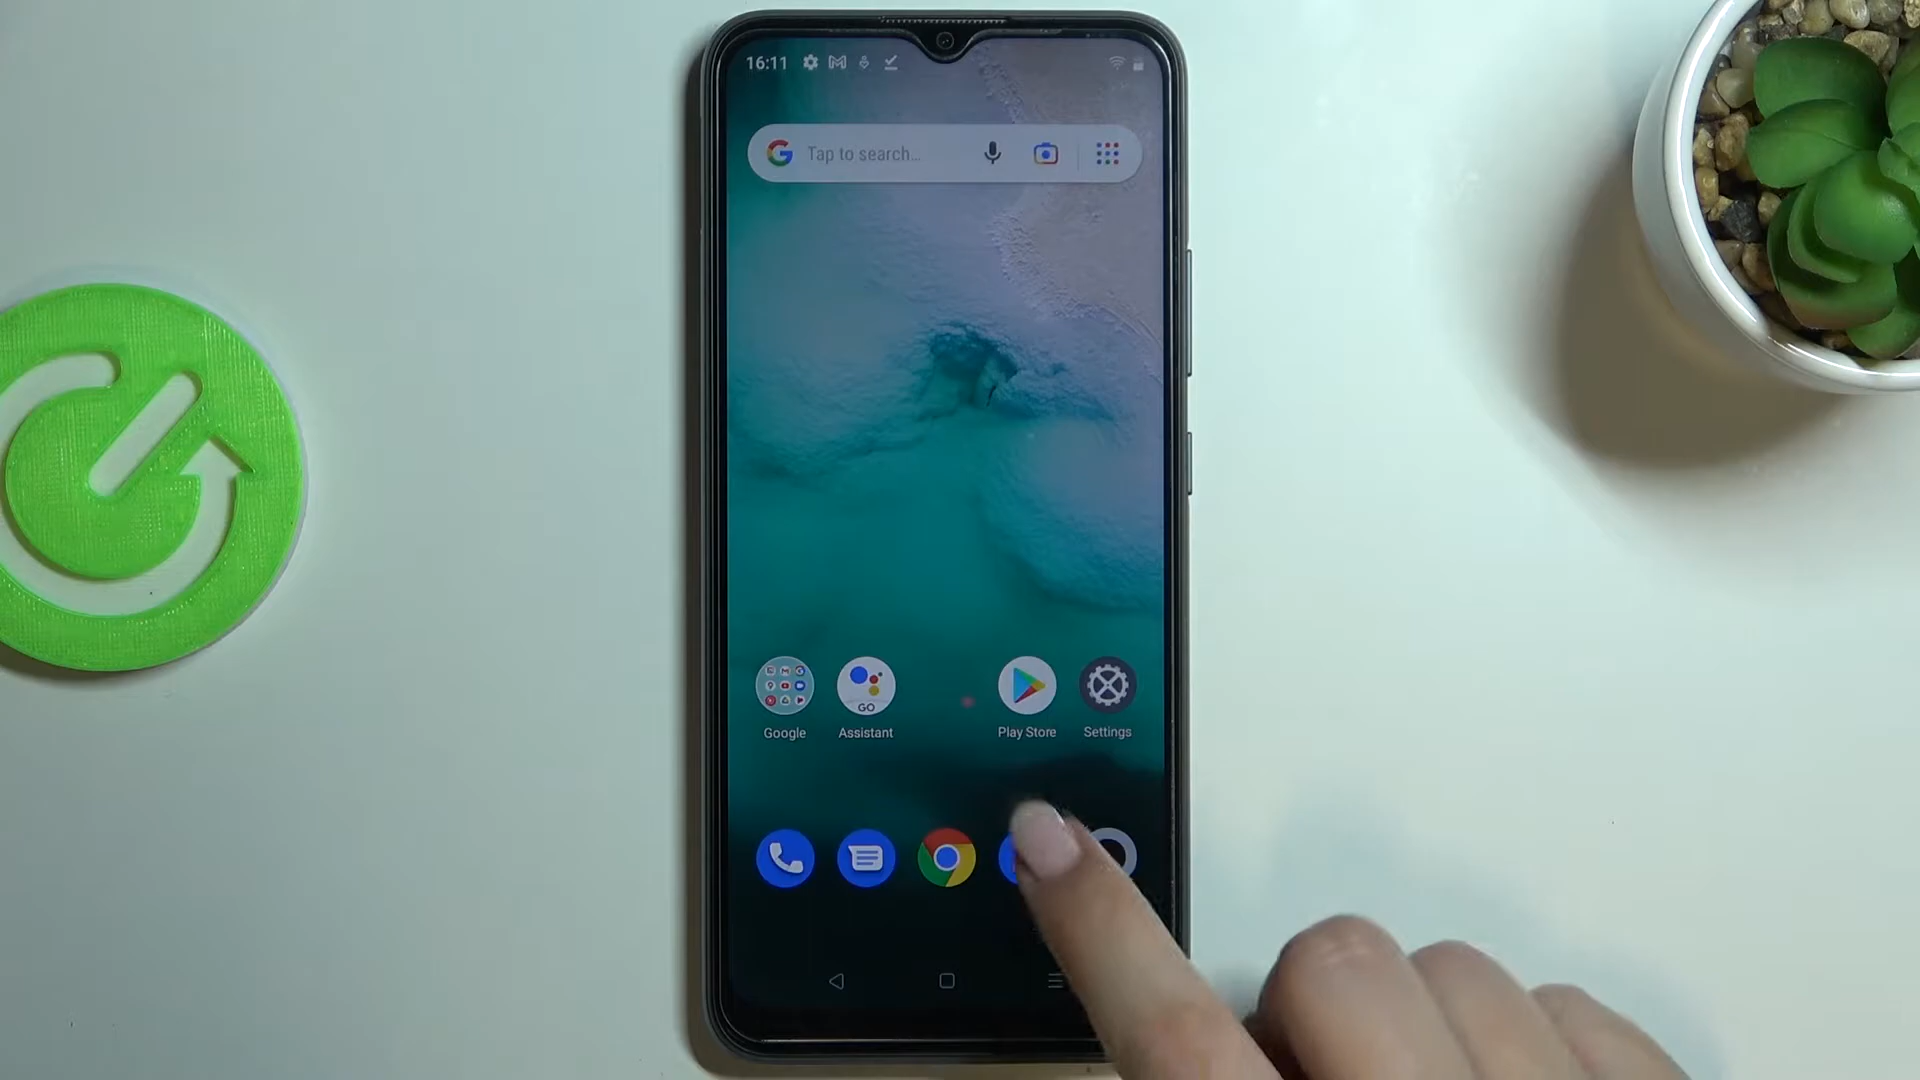 16:11
Tap to search...
GO
Google
Assistant
Play Store
Settings